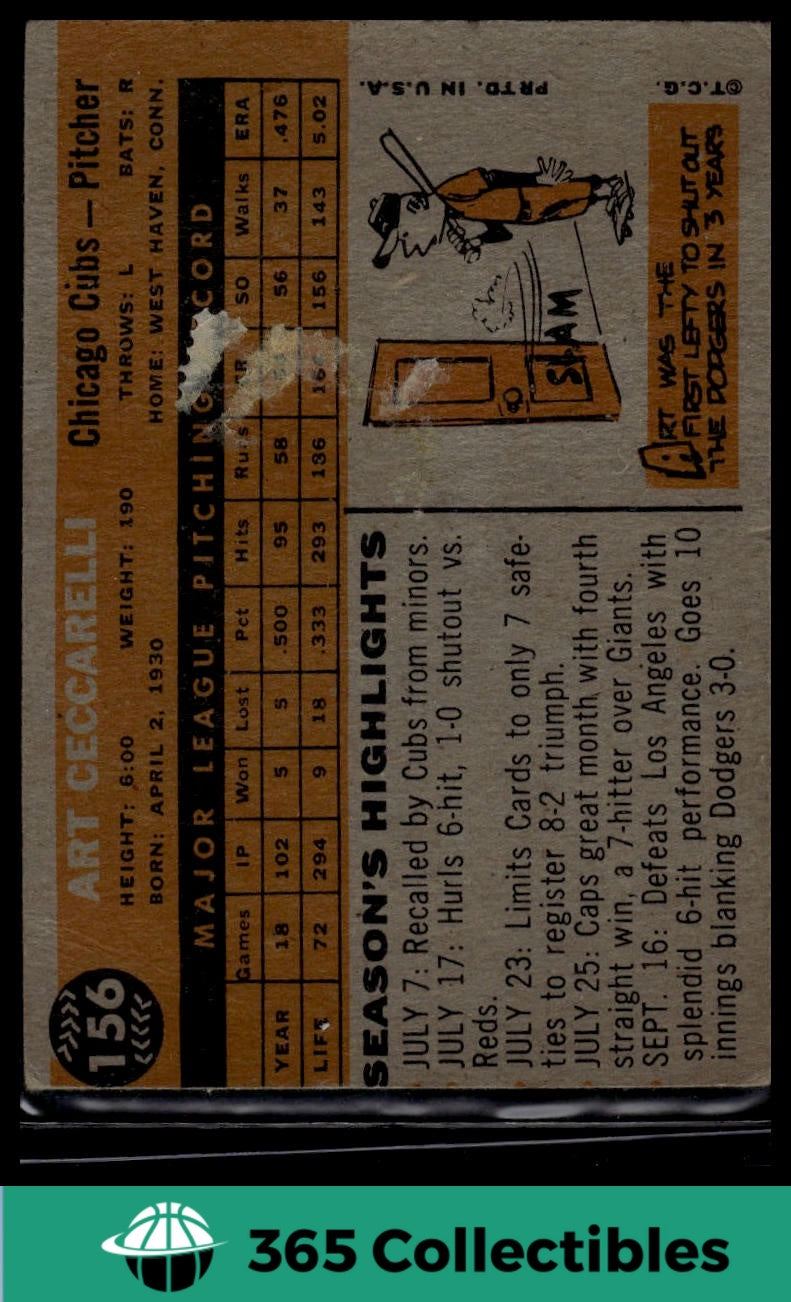 156
ART CECCARELLI
Chicago Cubs — Pitcher
HEIGHT: 6:00 WEIGHT: 190 THROWS: L BATS: R
BORN: APRIL 2, 1930 HOME: WEST HAVEN, CONN.
MAJOR LEAGUE PITCHING CORD
Games IP Won Lost Pct Hits Runs SO Walks ERA
YEAR 18 102 5 5 .500 95 58 56 37 .476
LIFE 72 294 9 18 .333 293 186 156 143 5.02
SEASON'S HIGHLIGHTS
JULY 7: Recalled by Cubs from minors.
JULY 17: Hurls 6-hit, 1-0 shutout vs.
Reds.
JULY 23: Limits Cards to only 7 safe-
ties to register 8-2 triumph.
JULY 25: Caps great month with fourth
straight win, a 7-hitter over Giants.
SEPT. 16: Defeats Los Angeles with
splendid 6-hit performance. Goes 10
innings blanking Dodgers 3-0.
SLAM
ART WAS THE
FIRST LEFTY TO SHUT OUT
THE DODGERS IN 3 YEARS
©T.C.G.
PRTD. IN U.S.A.
365 Collectibles